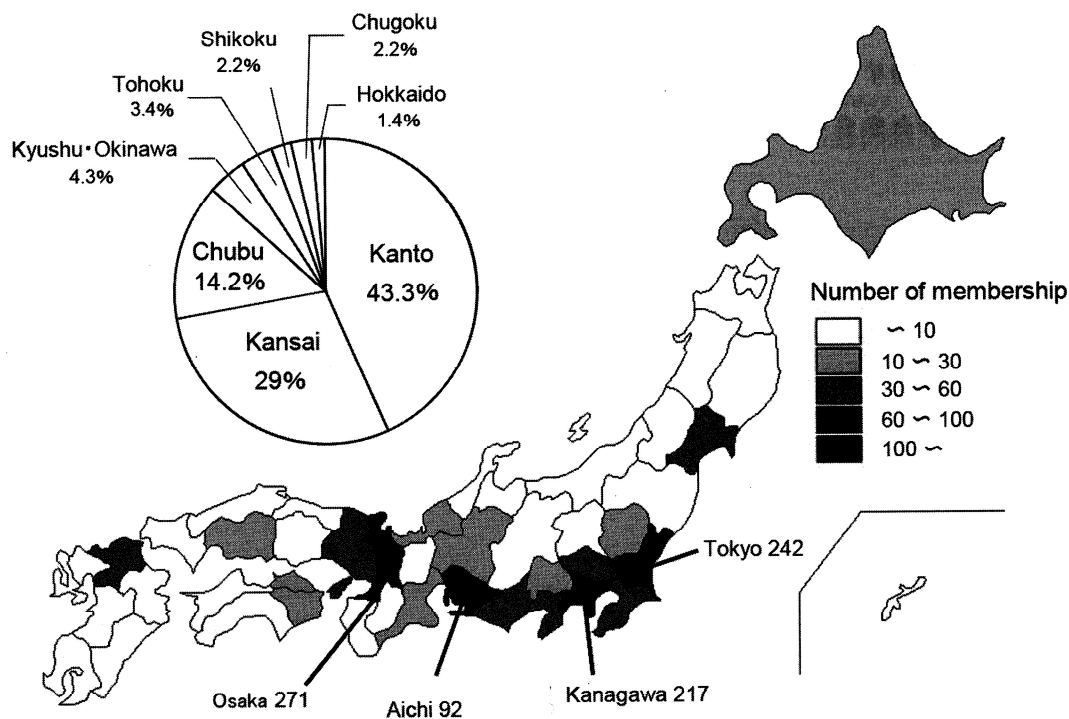 Chugoku
2.2%
Shikoku
2.2%
Hokkaido
1.4%
Tohoku
3.4%
Kyushu・Okinawa
4.3%
Chubu
14.2%
Kanto
43.3%
Kansai
29%
Number of membership
~ 10
10 ~ 30
30 ~ 60
60 ~ 100
100 ~
Tokyo 242
Osaka 271
Aichi 92
Kanagawa 217